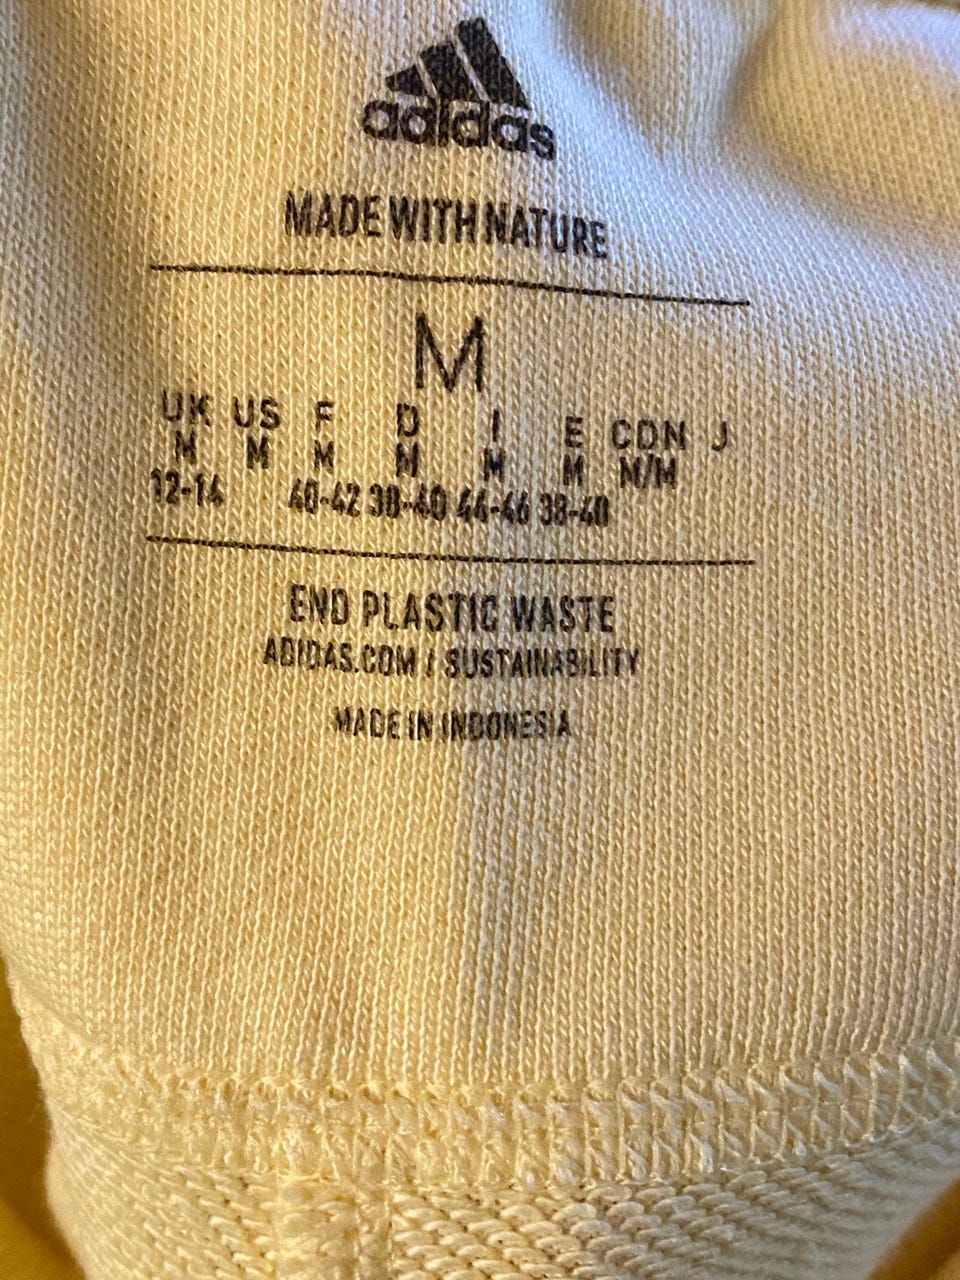 adidas
MADE WITH NATURE
M
UK US F D I E CDN J
M M M M M M M/M
12-14 40-42 38-40 44-46 38-40
END PLASTIC WASTE
ADIDAS.COM / SUSTAINABILITY
MADE IN INDONESIA